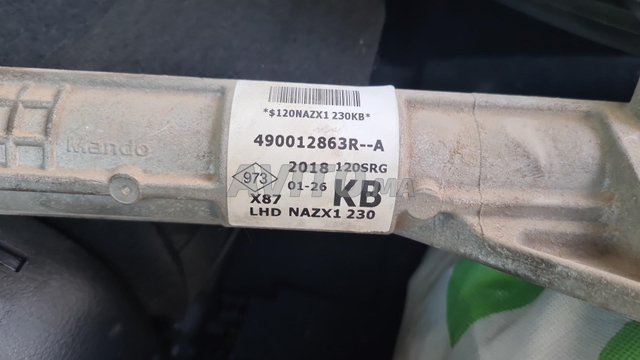 *$120NAZX1 230KB*
490012863R--A
2018 120SRG
973 01-26 KB
X87
LHD NAZX1 230
Mando